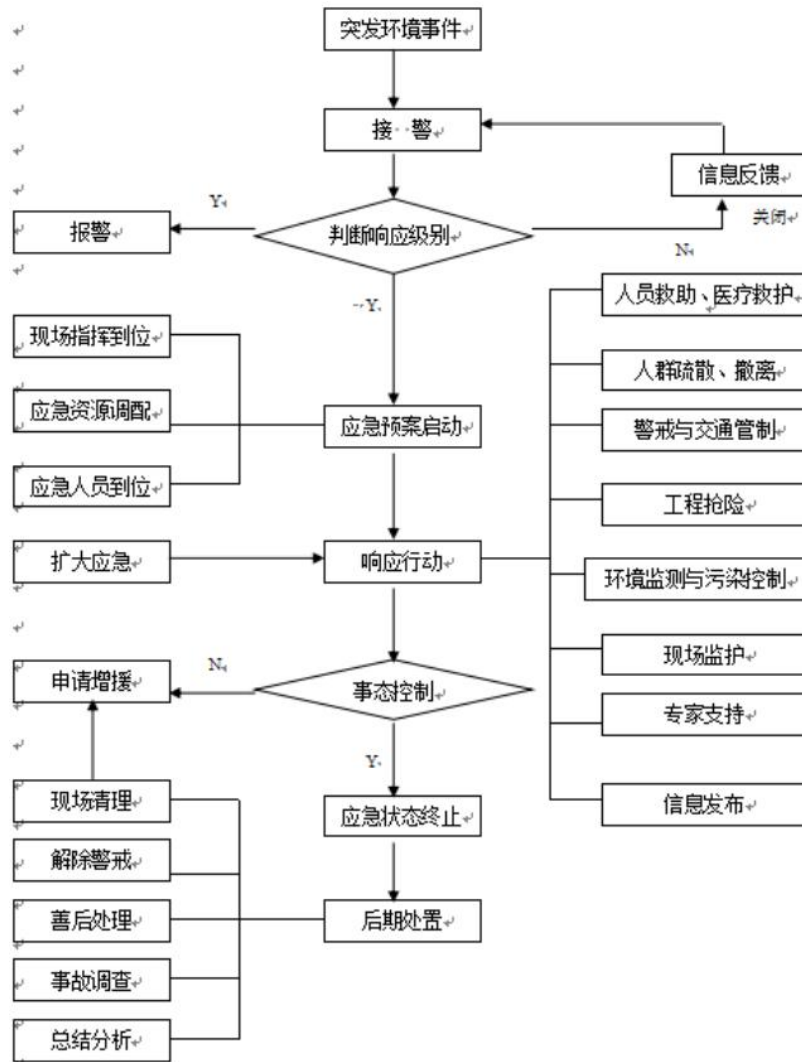 突发环境事件
接··警
信息反馈
关闭
Y
报警
判断响应级别
N
Y
人员救助、医疗救护
现场指挥到位
人群疏散、撤离
应急资源调配
应急预案启动
警戒与交通管制
应急人员到位
工程抢险
扩大应急
响应行动
环境监测与污染控制
现场监护
N
申请增援
事态控制
专家支持
Y
现场清理
应急状态终止
信息发布
解除警戒
善后处理
后期处置
事故调查
总结分析